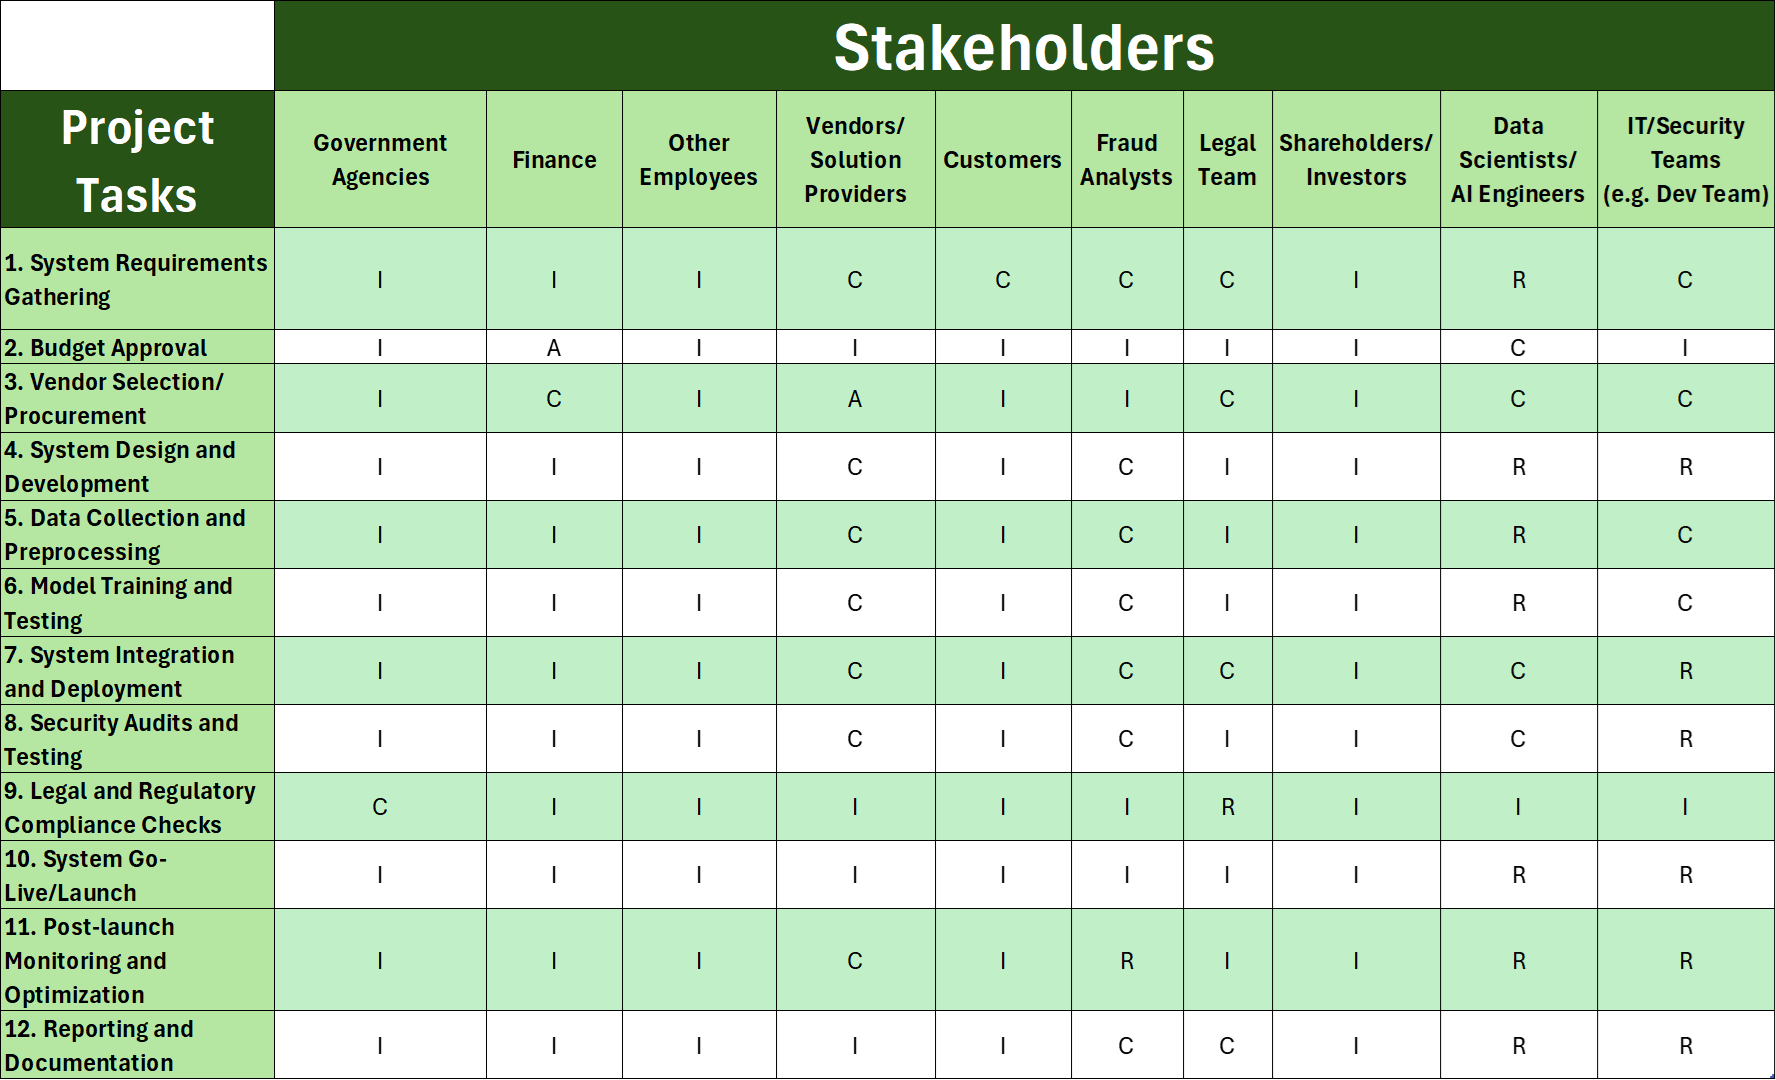 Stakeholders
Project
Tasks
Government
Agencies
Finance
Other
Employees
Vendors/
Solution
Providers
Customers
Fraud
Analysts
Legal
Team
Shareholders/
Investors
Data
Scientists/
AI Engineers
IT/Security
Teams
(e.g. Dev Team)
1. System Requirements
Gathering
I I I C C C C I R C
2. Budget Approval
I A I I I I I I C I
3. Vendor Selection/
Procurement
I C I A I I C I C C
4. System Design and
Development
I I I C I C I I R R
5. Data Collection and
Preprocessing
I I I C I C I I R C
6. Model Training and
Testing
I I I C I C I I R C
7. System Integration
and Deployment
I I I C I C C I C R
8. Security Audits and
Testing
I I I C I C I I C R
9. Legal and Regulatory
Compliance Checks
C I I I I I R I I I
10. System Go-
Live/Launch
I I I I I I I I R R
11. Post-launch
Monitoring and
Optimization
I I I C I R I I R R
12. Reporting and
Documentation
I I I I I C C I R R